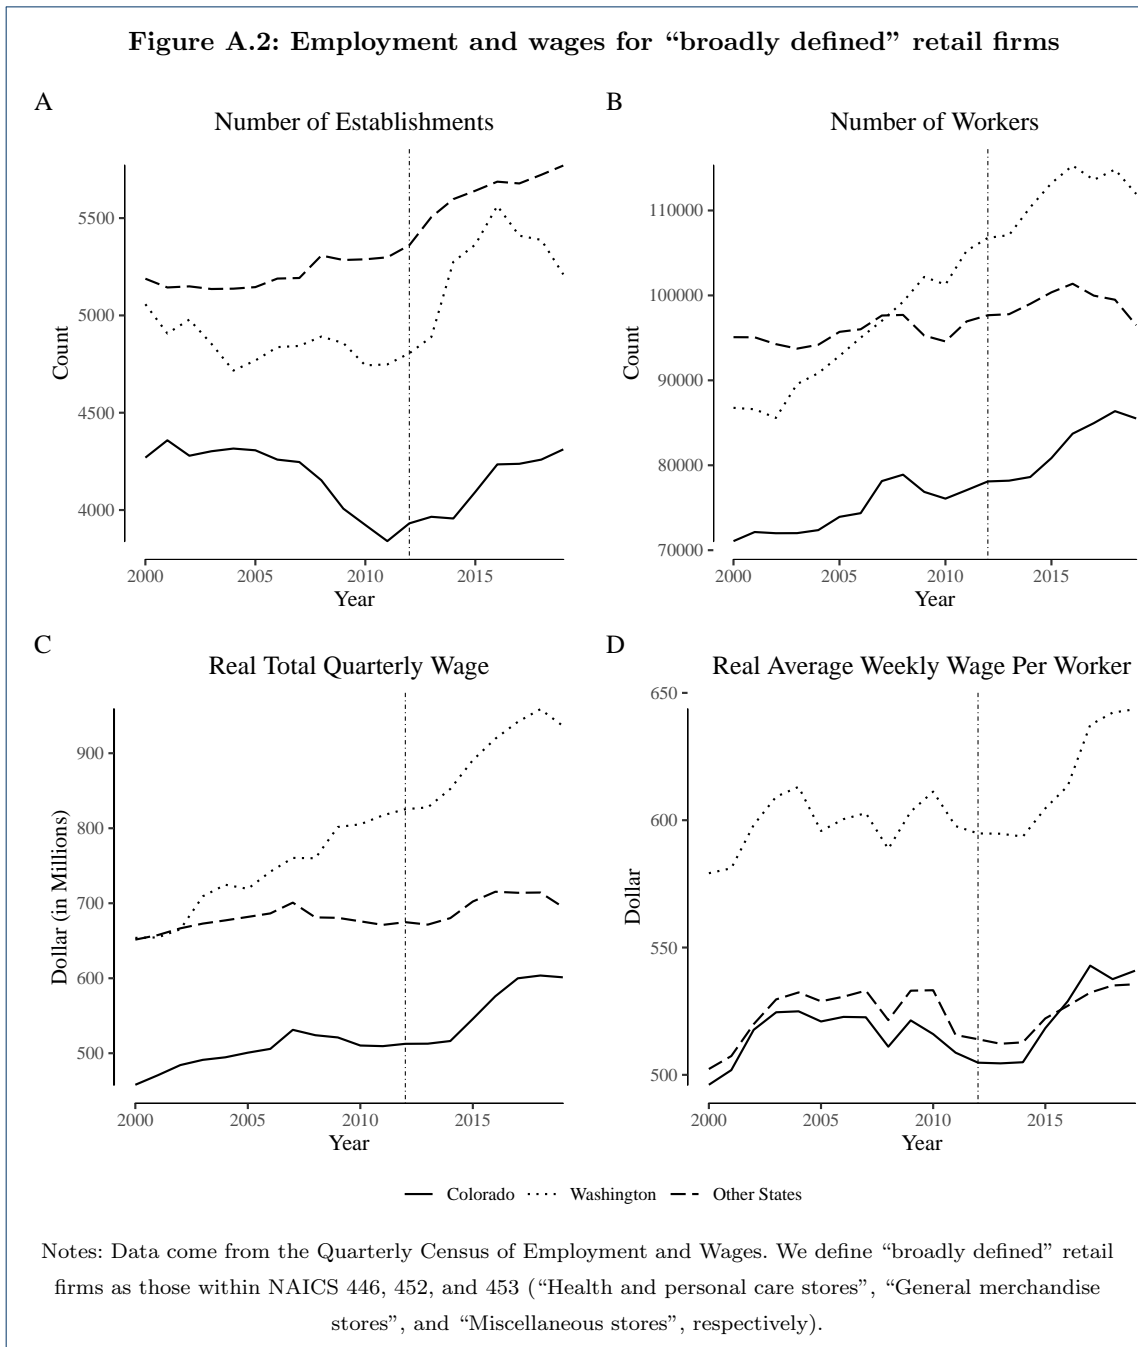 Figure A.2: Employment and wages for “broadly defined” retail firms
A
Number of Establishments
Count
5500
5000
4500
4000
2000
2005
2010
2015
Year
B
Number of Workers
Count
110000
100000
90000
80000
70000
2000
2005
2010
2015
Year
C
Real Total Quarterly Wage
Dollar (in Millions)
900
800
700
600
500
2000
2005
2010
2015
Year
D
Real Average Weekly Wage Per Worker
Dollar
650
600
550
500
2000
2005
2010
2015
Year
Colorado Washington Other States
Notes: Data come from the Quarterly Census of Employment and Wages. We define “broadly defined” retail
firms as those within NAICS 446, 452, and 453 (“Health and personal care stores”, “General merchandise
stores”, and “Miscellaneous stores”, respectively).